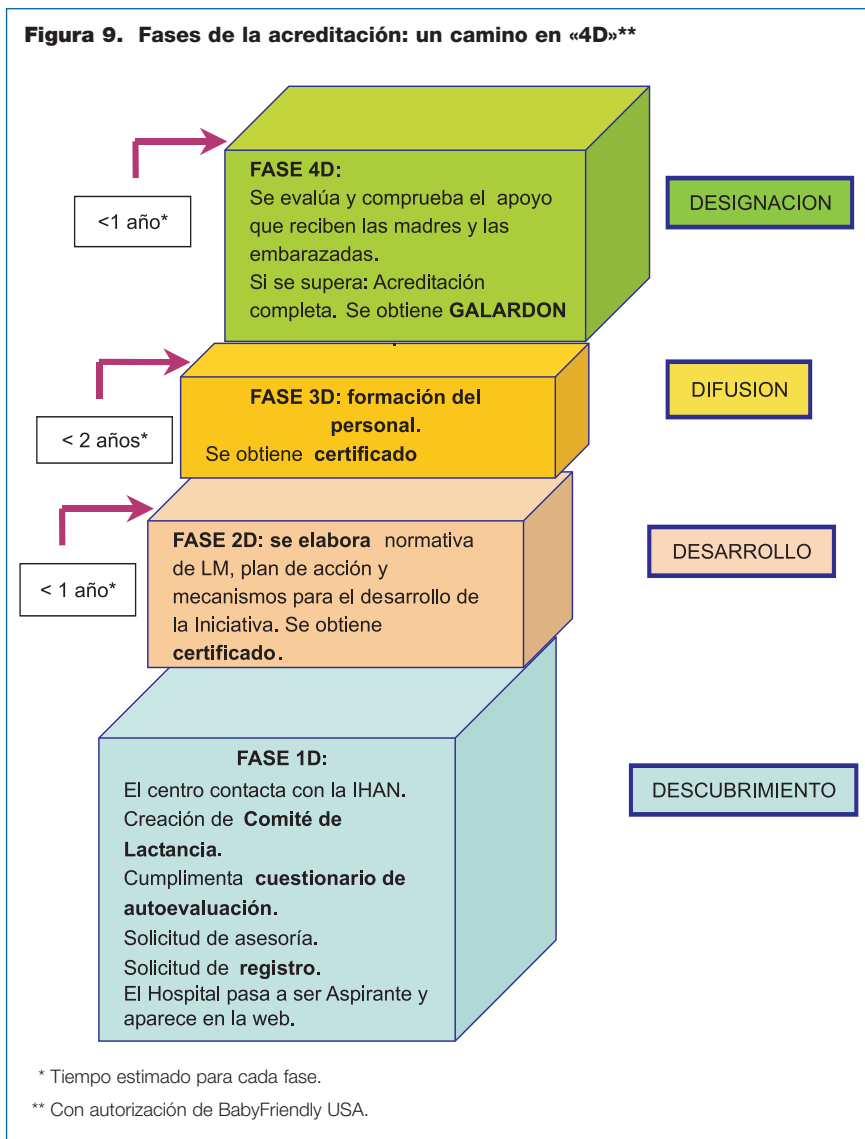 Figura 9. Fases de la acreditación: un camino en «4D»**
FASE 4D:
Se evalúa y comprueba el apoyo
que reciben las madres y las
embarazadas.
Si se supera: Acreditación
completa. Se obtiene GALARDON
<1 año*
DESIGNACION
FASE 3D: formación del
personal.
Se obtiene certificado
< 2 años*
DIFUSION
FASE 2D: se elabora normativa
de LM, plan de acción y
mecanismos para el desarrollo de
la Iniciativa. Se obtiene
certificado.
< 1 año*
DESARROLLO
FASE 1D:
El centro contacta con la IHAN.
Creación de Comité de
Lactancia.
Cumplimenta cuestionario de
autoevaluación.
Solicitud de asesoría.
Solicitud de registro.
El Hospital pasa a ser Aspirante y
aparece en la web.
DESCUBRIMIENTO
* Tiempo estimado para cada fase.
** Con autorización de BabyFriendly USA.